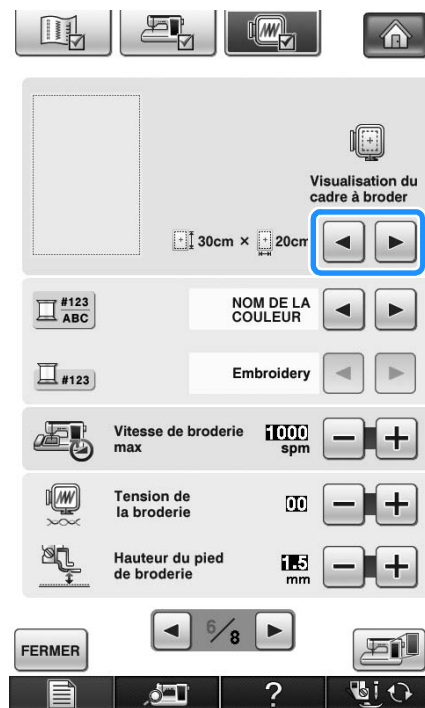 Visualisation du
cadre à broder
30cm × 20cm
#123
ABC
NOM DE LA
COULEUR
#123
Embroidery
Vitesse de broderie
max
1000
spm
Tension de
la broderie
00
Hauteur du pied
de broderie
1.5
mm
FERMER
6/8
?